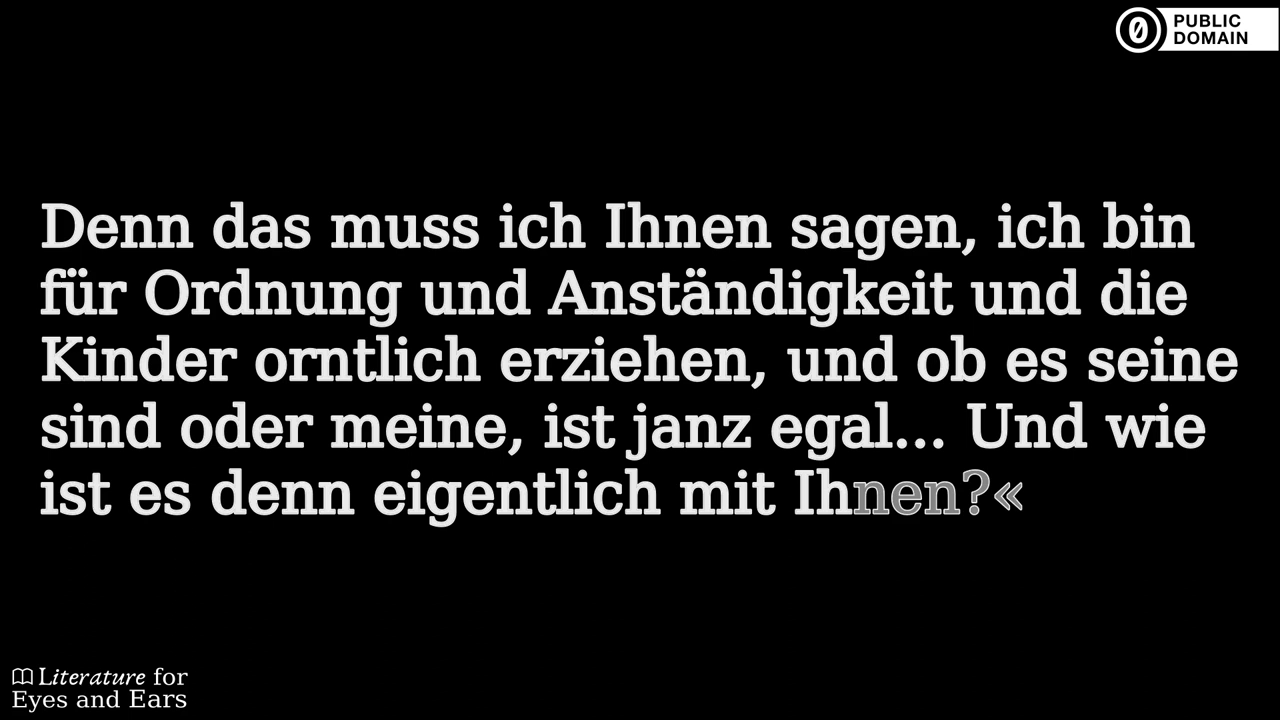 PUBLIC
DOMAIN
Denn das muss ich Ihnen sagen, ich bin
für Ordnung und Anständigkeit und die
Kinder orntlich erziehen, und ob es seine
sind oder meine, ist janz egal... Und wie
ist es denn eigentlich mit Ihnen?«
Literature for
Eyes and Ears